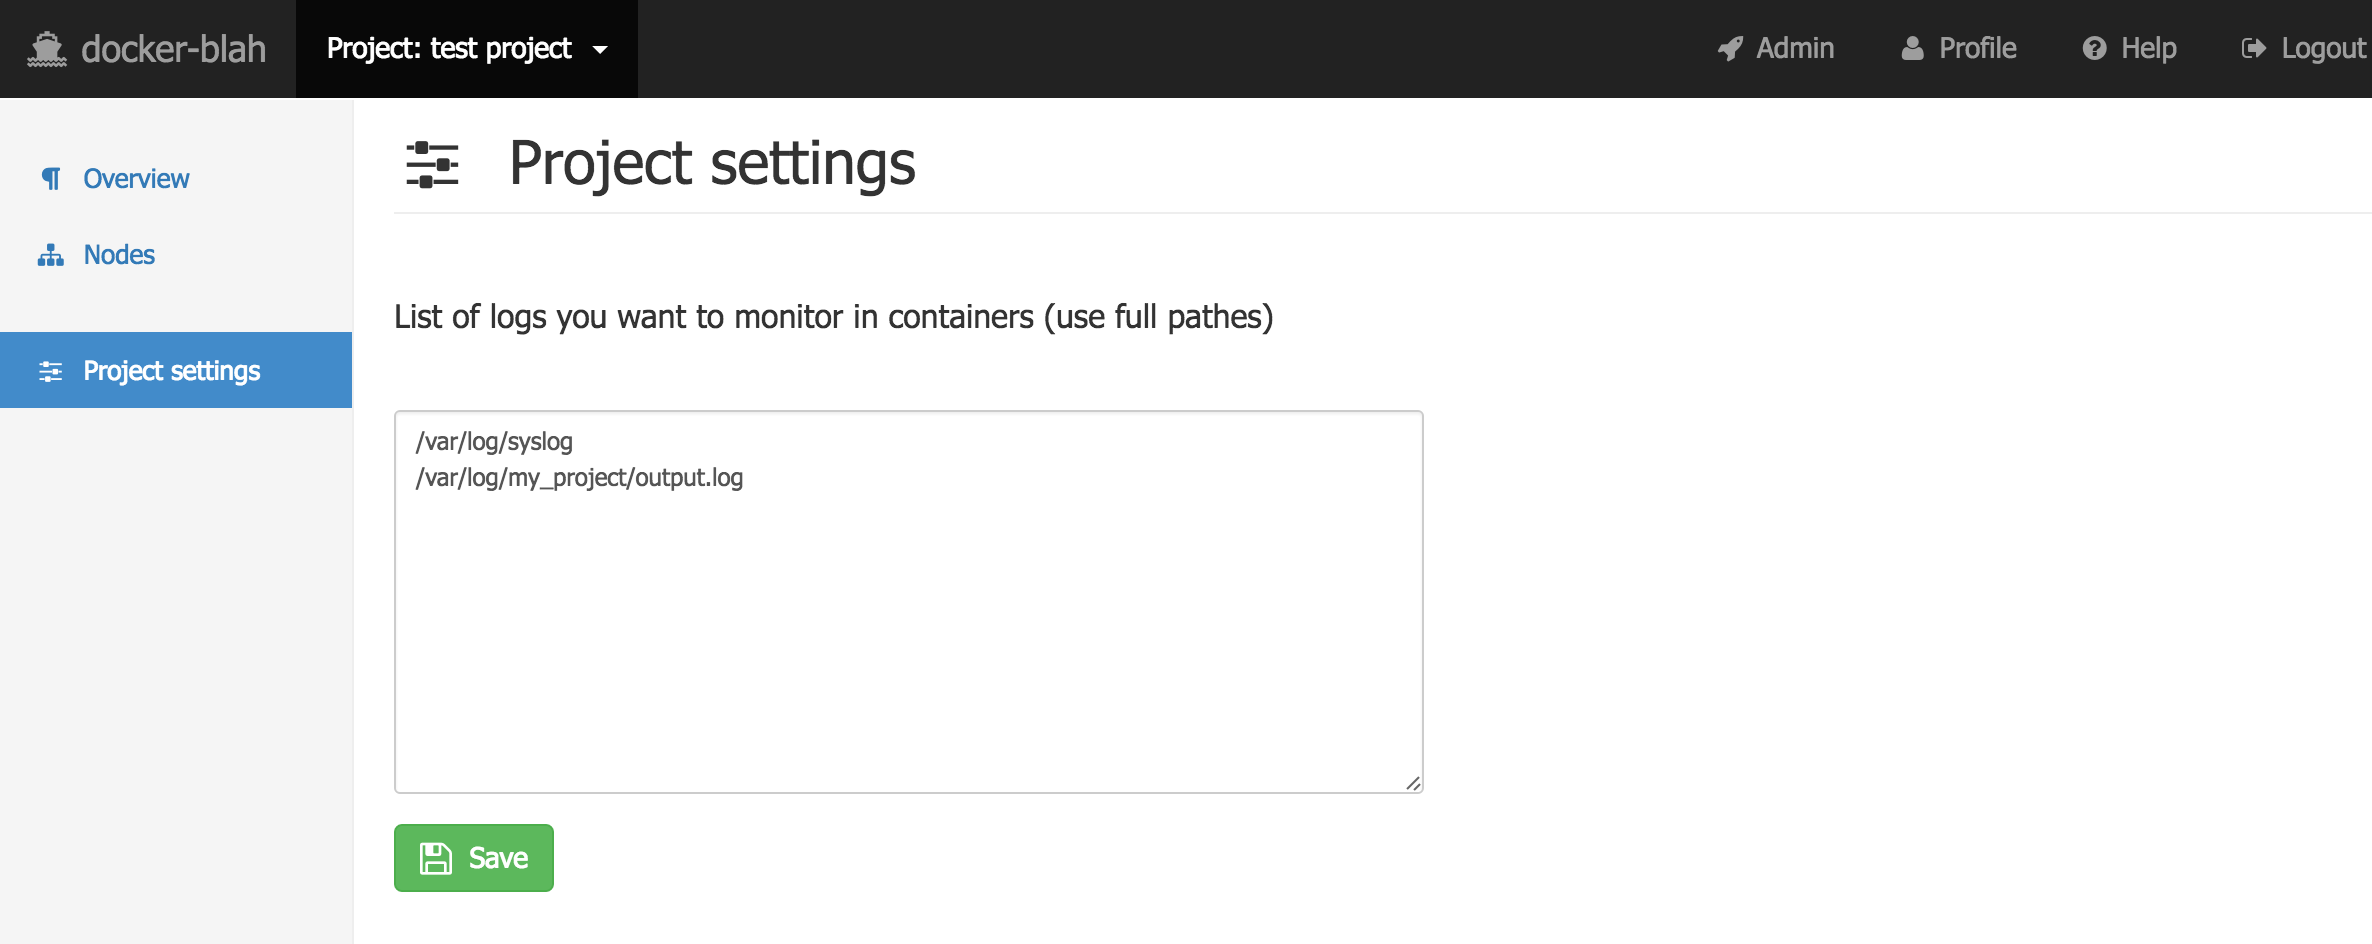 docker-blah
Project: test project
Admin
Profile
Help
Logout
Overview
Nodes
Project settings
Project settings
List of logs you want to monitor in containers (use full pathes)
/var/log/syslog
/var/log/my_project/output.log
Save